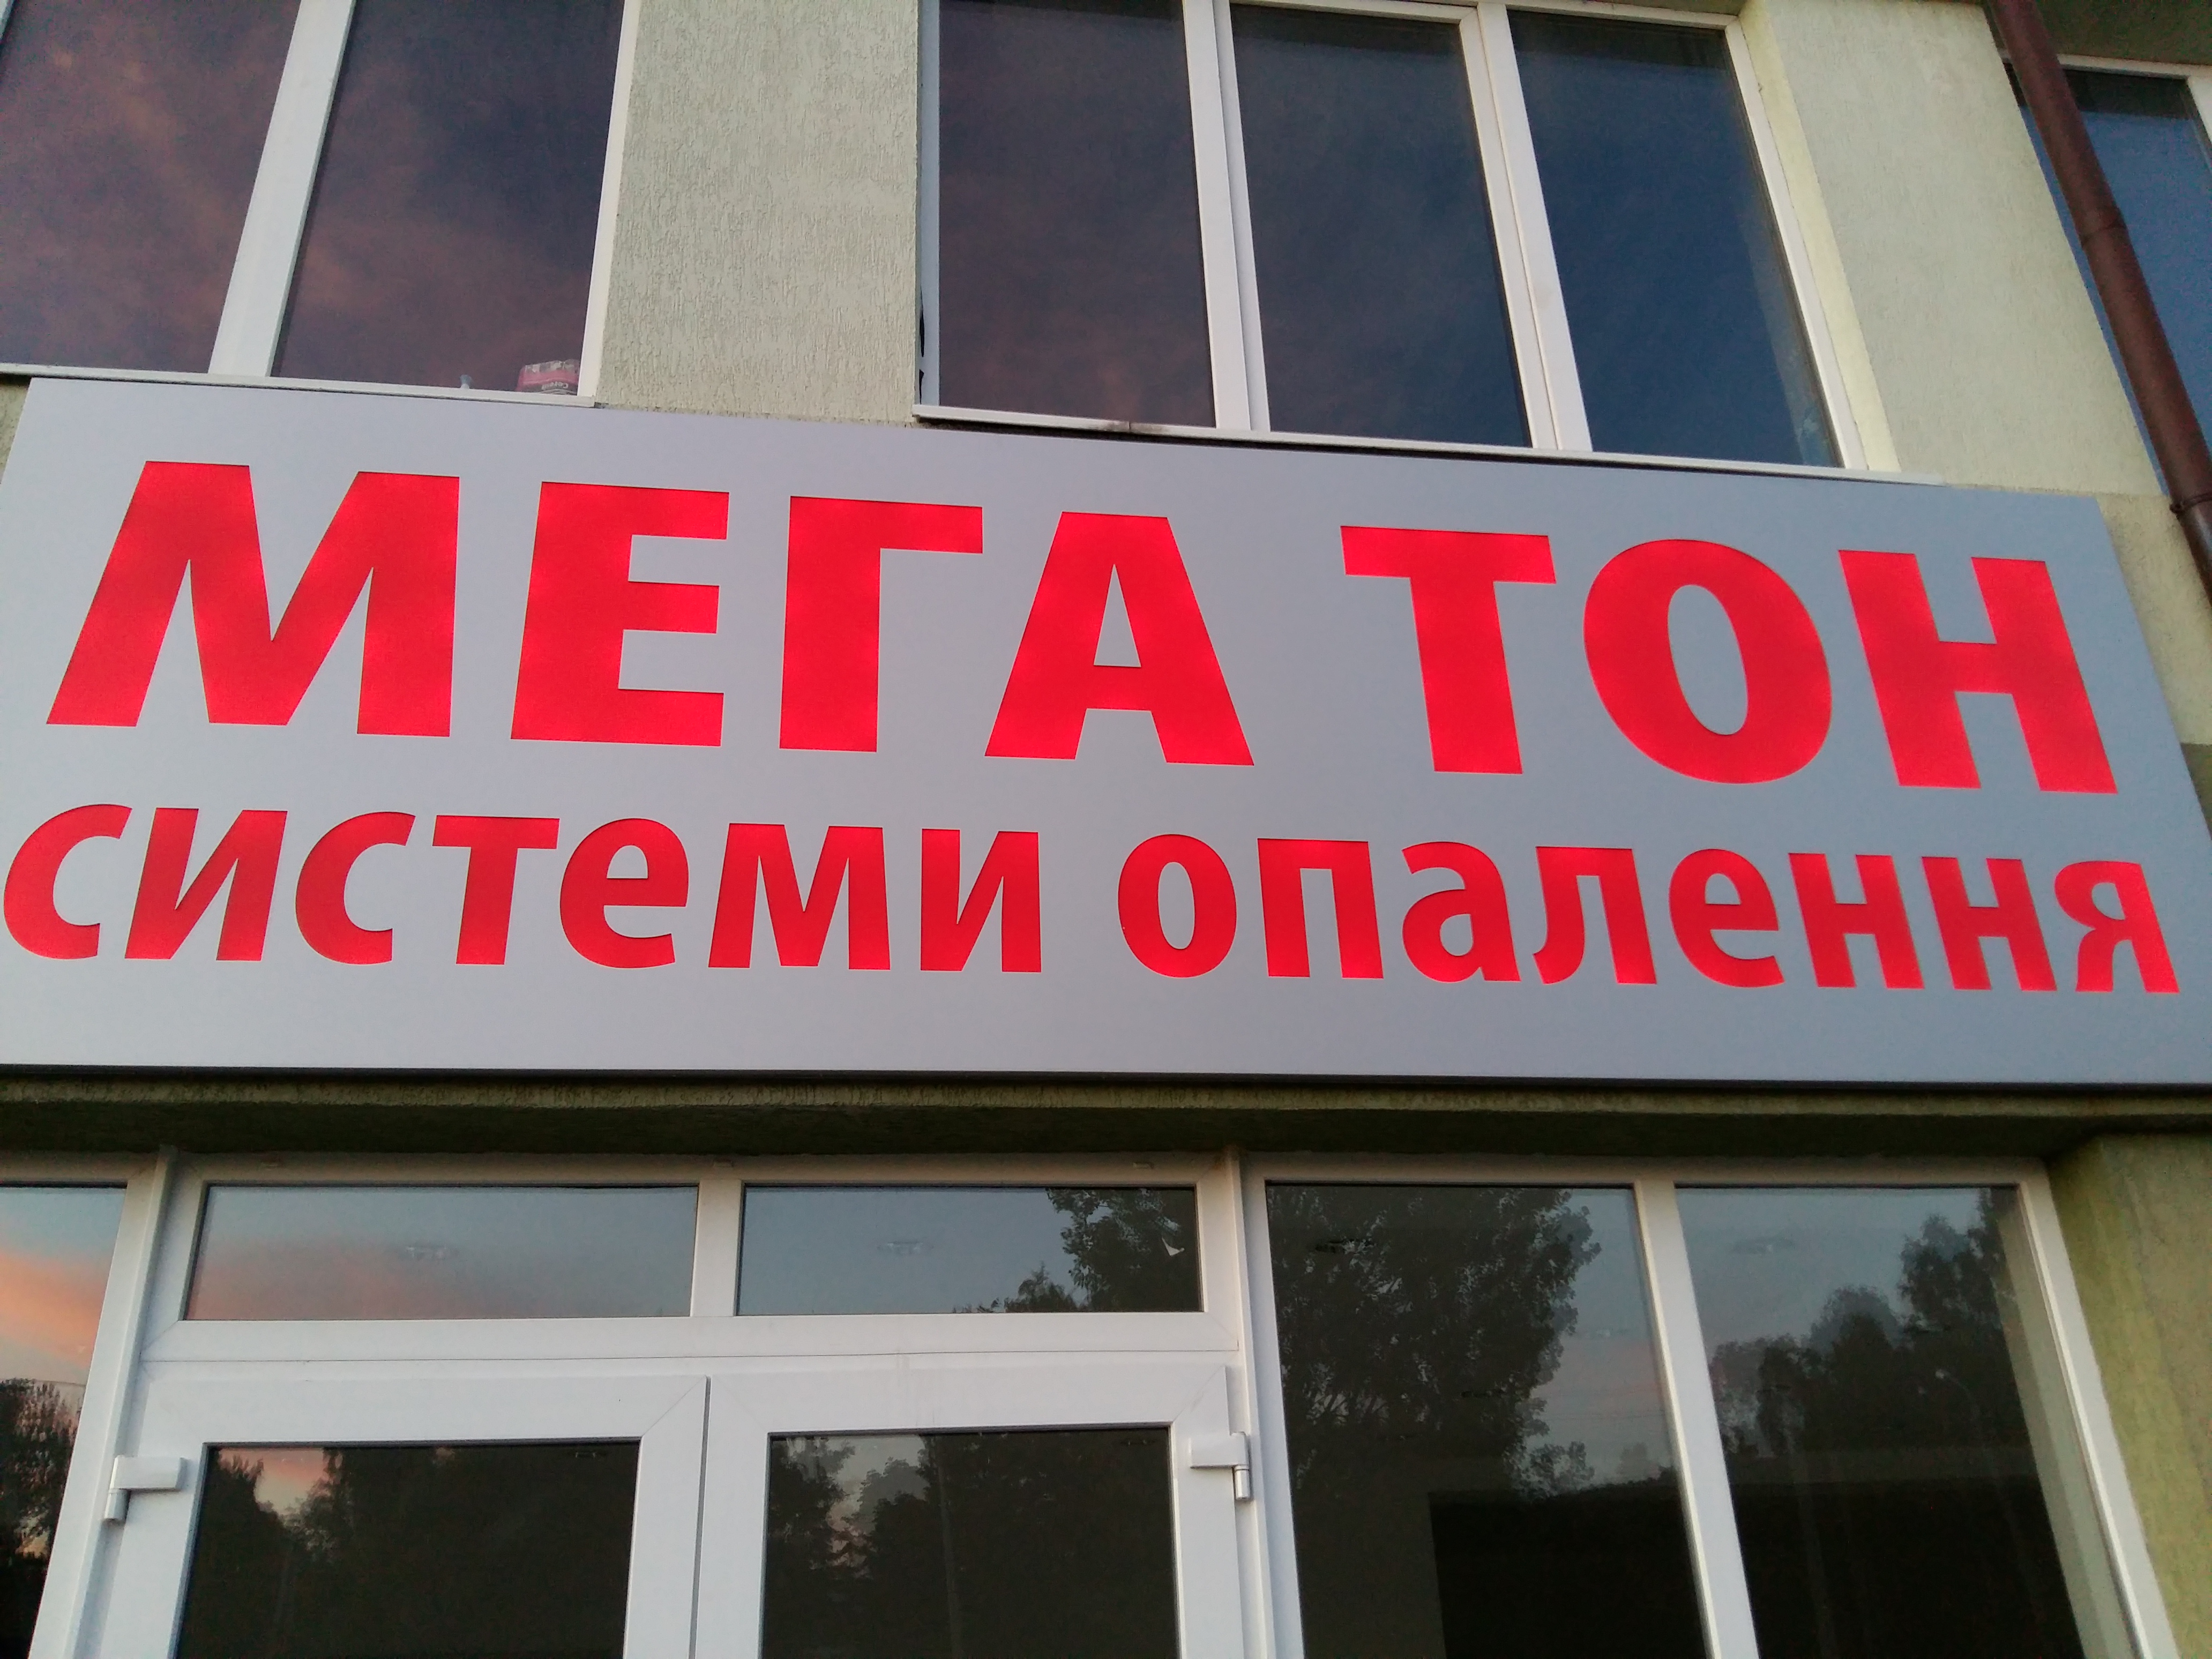 МЕГА ТОН
системи опалення